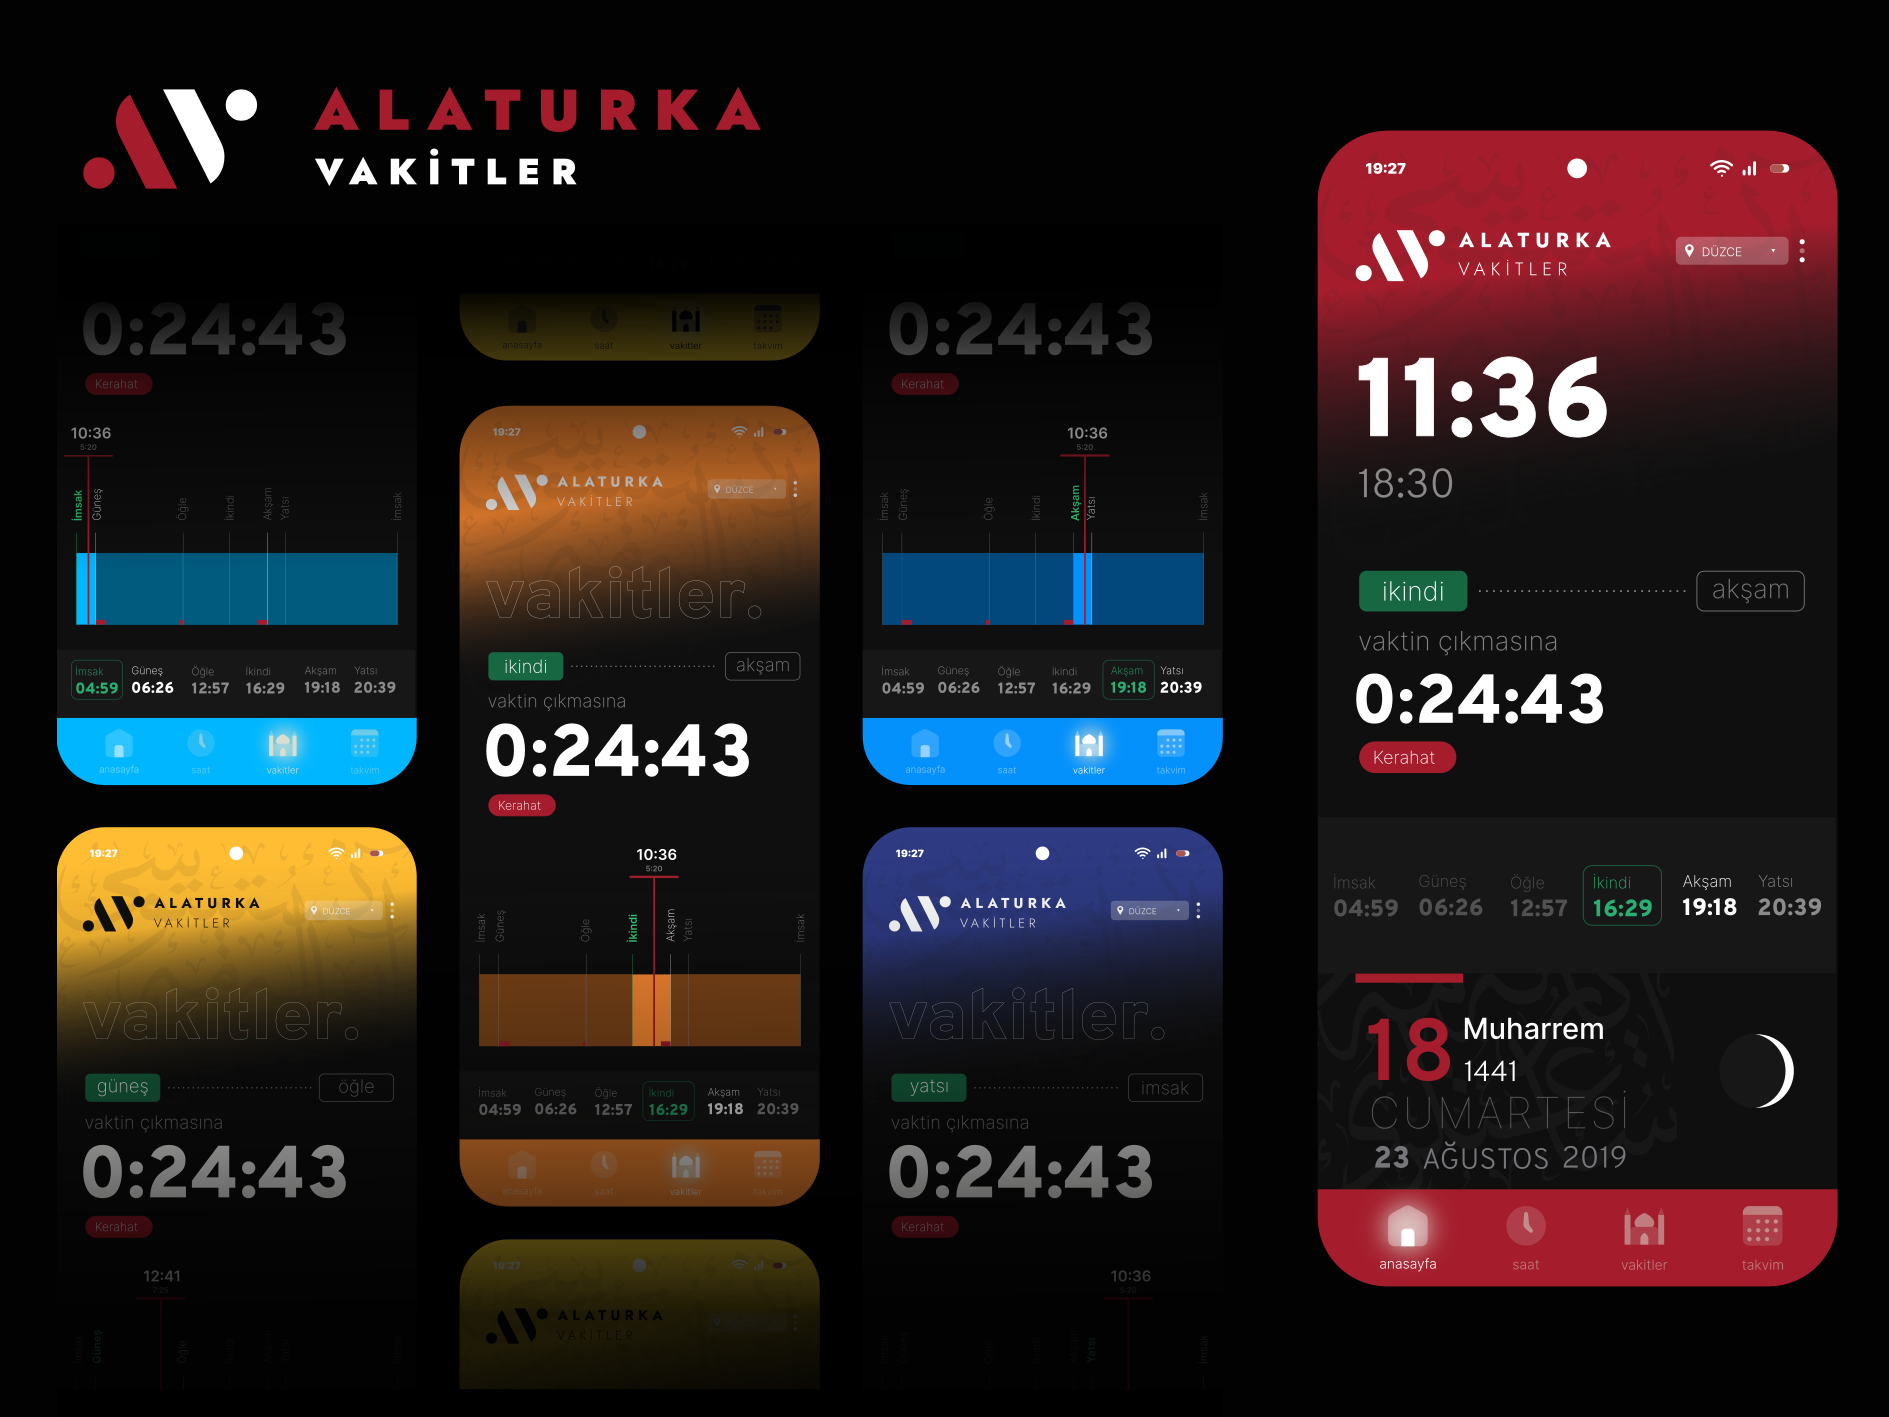 ALATURKA
VAKİTLER
0:24:43
Kerahat
10:36
5:20
İmsak
Güneş
Öğle
İkindi
Akşam
Yatsı
İmsak
İmsak Güneş Öğle İkindi Akşam Yatsı
04:59 06:26 12:57 16:29 19:18 20:39
anasayfa saat vakitler takvim
19:27
ALATURKA
VAKİTLER
DÜZCE
vakitler.
güneş öğle
vaktin çıkmasına
0:24:43
Kerahat
12:41
7:25
Güneş
Öğle
anasayfa saat vakitler takvim
19:27
ALATURKA
VAKİTLER
DÜZCE
vakitler.
ikindi akşam
vaktin çıkmasına
0:24:43
Kerahat
10:36
5:20
İmsak
Güneş
Öğle
İkindi
Akşam
Yatsı
İmsak
İmsak Güneş Öğle İkindi Akşam Yatsı
04:59 06:26 12:57 16:29 19:18 20:39
anasayfa saat vakitler takvim
19:27
ALATURKA
VAKİTLER
0:24:43
Kerahat
10:36
5:20
İmsak
Güneş
Öğle
İkindi
Akşam
Yatsı
İmsak
İmsak Güneş Öğle İkindi Akşam Yatsı
04:59 06:26 12:57 16:29 19:18 20:39
anasayfa saat vakitler takvim
19:27
ALATURKA
VAKİTLER
DÜZCE
vakitler.
yatsı imsak
vaktin çıkmasına
0:24:43
Kerahat
10:36
5:20
Yatsı
19:27
ALATURKA
VAKİTLER
DÜZCE
11:36
18:30
ikindi akşam
vaktin çıkmasına
0:24:43
Kerahat
İmsak Güneş Öğle İkindi Akşam Yatsı
04:59 06:26 12:57 16:29 19:18 20:39
18 Muharrem
1441
CUMARTESİ
23 AĞUSTOS 2019
anasayfa saat vakitler takvim